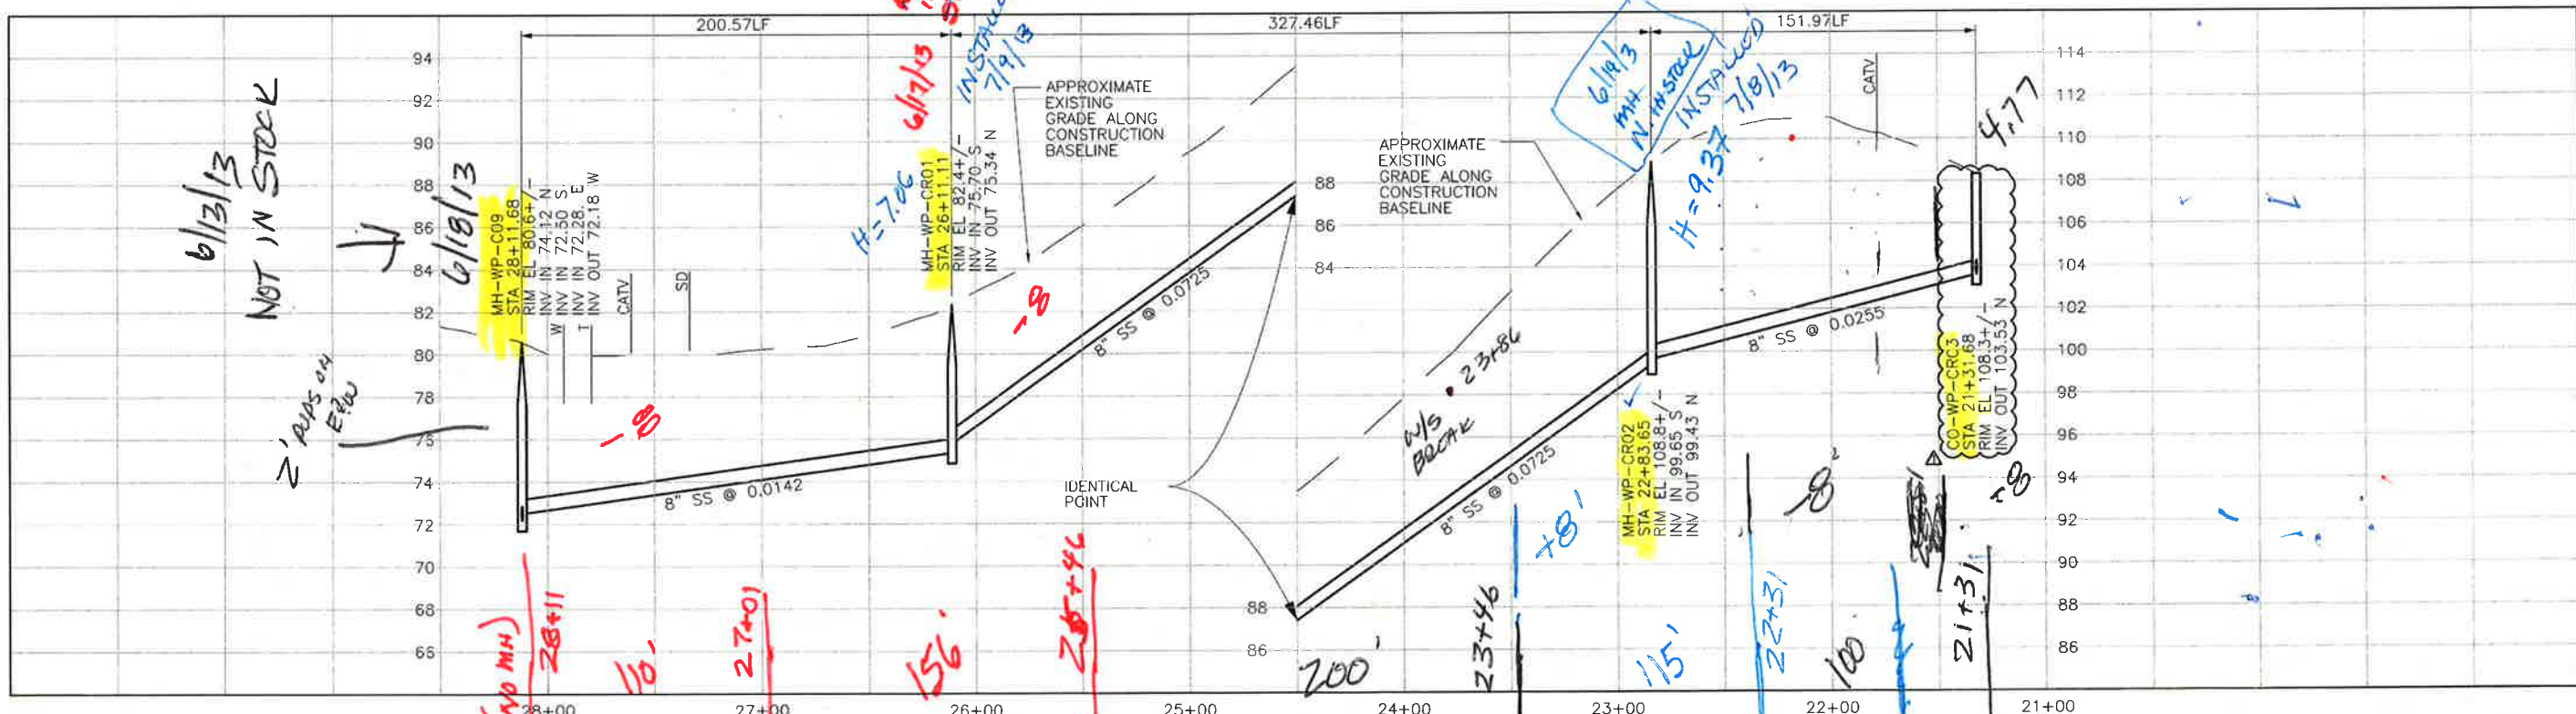 200.57LF
327.46LF
151.97LF
94
92
90
88
86
84
82
80
78
76
74
72
70
68
66
6/13/13
NOT IN STOCK
6/18/13
2' PUPS ON
E&W
MH-WP-C09
STA 28+11.68
RIM EL 80.6+/-
INV IN 74.12 N
INV IN 72.50 S
INV IN 72.28 E
INV OUT 72.18 W
W
T
CATV
SD
-8
8" SS @ 0.0142
6/17/13
INSTALLED
7/9/13
H=7.06
MH-WP-CR01
STA 26+11.11
RIM EL 82.4+/-
INV IN 75.70 S
INV OUT 75.34 N
APPROXIMATE
EXISTING
GRADE ALONG
CONSTRUCTION
BASELINE
-8
8" SS @ 0.0725
88
86
84
IDENTICAL
POINT
88
86
APPROXIMATE
EXISTING
GRADE ALONG
CONSTRUCTION
BASELINE
W/S
BREAK
23+86
8" SS @ 0.0725
6/19/3
MH
N. IN STOCK
INSTALLED
7/8/13
H=9.37
MH-WP-CR02
STA 22+83.65
RIM EL 108.8+/-
INV IN 99.65 S
INV OUT 99.43 N
+8'
8" SS @ 0.0255
CATV
4.77
CO-WP-CRC3
STA 21+31.68
RIM EL 108.3+/-
INV OUT 103.53 N
-8'
+8
114
112
110
108
106
104
102
100
98
96
94
92
90
88
86
(NO MH)
28+11
110'
27+01
156'
25+46
200'
23+46
115'
22+31
100
21+31
28+00
27+00
26+00
25+00
24+00
23+00
22+00
21+00